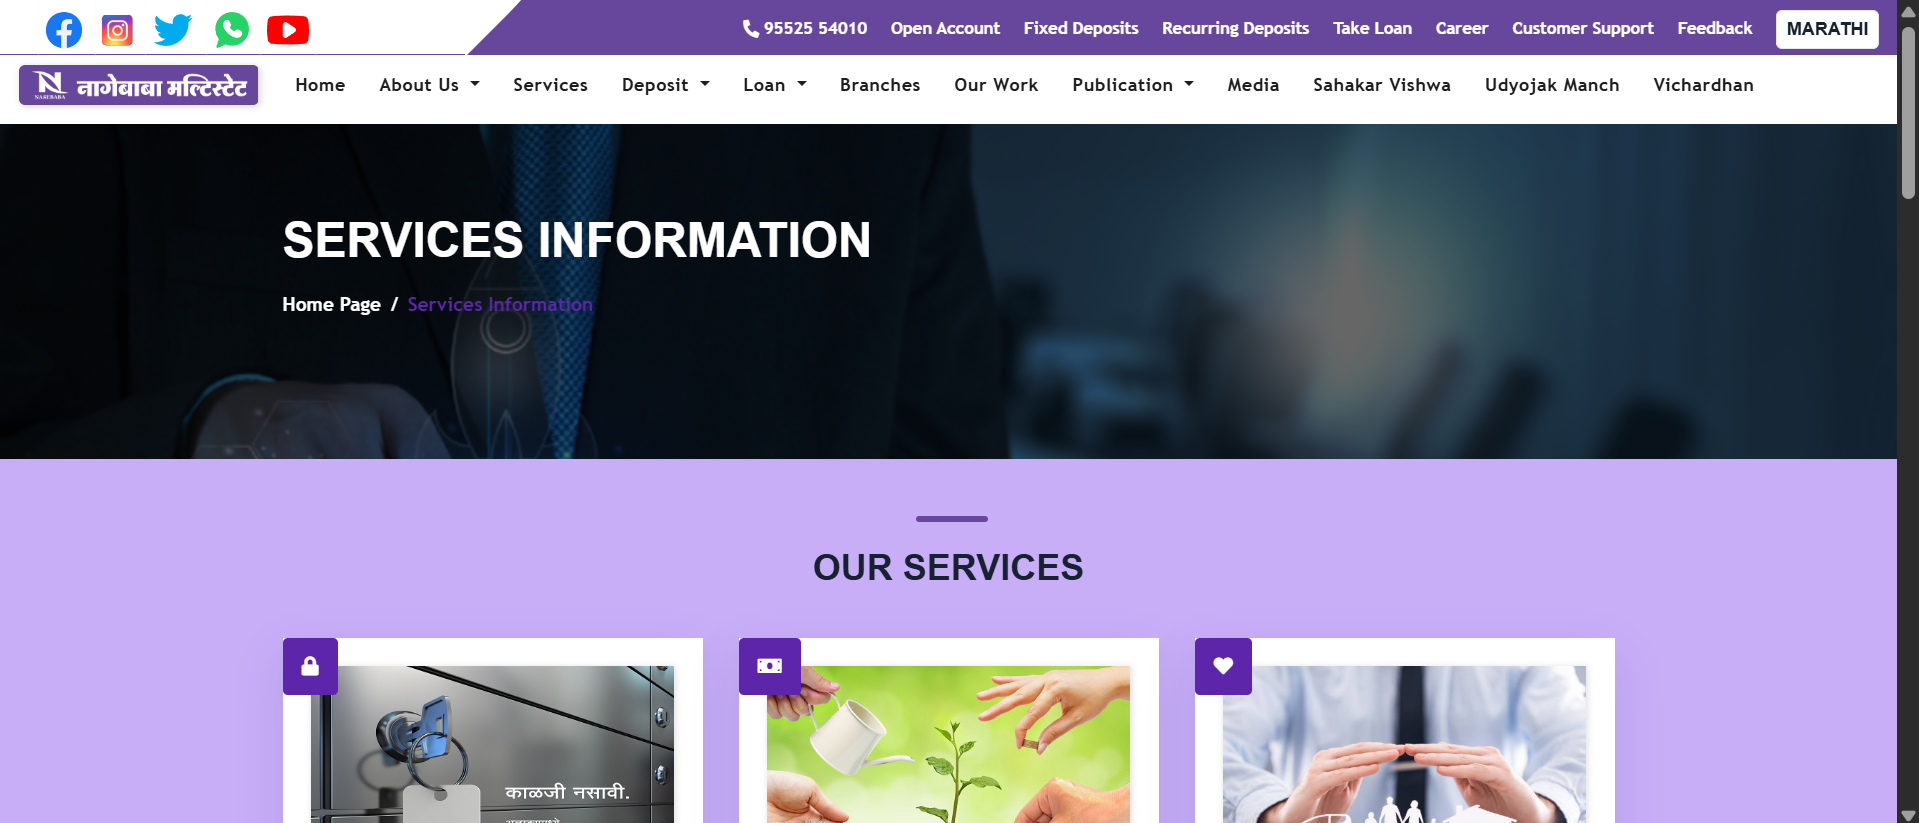 95525 54010 Open Account Fixed Deposits Recurring Deposits Take Loan Career Customer Support Feedback MARATHI
NAGEBABA नागेबाबा मल्टिस्टेट Home About Us Services Deposit Loan Branches Our Work Publication Media Sahakar Vishwa Udyojak Manch Vichardhan
SERVICES INFORMATION
Home Page / Services Information
OUR SERVICES
काळजी नसावी.